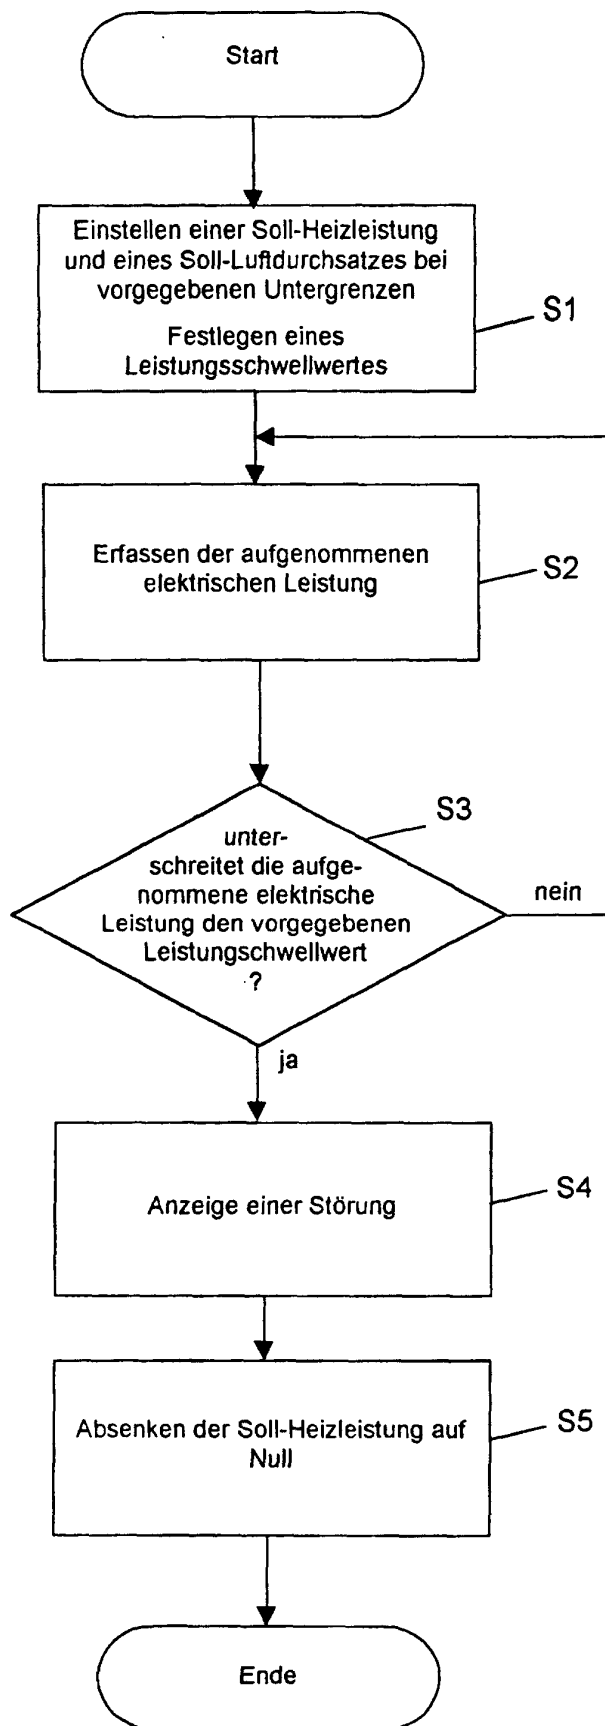 Start
Einstellen einer Soll-Heizleistung
und eines Soll-Luftdurchsatzes bei
vorgegebenen Untergrenzen
Festlegen eines
Leistungsschwellwertes
S1
Erfassen der aufgenommenen
elektrischen Leistung
S2
S3
unter-
schreitet die aufge-
nommene elektrische
Leistung den vorgegebenen
Leistungschwellwert
?
nein
ja
Anzeige einer Störung
S4
Absenken der Soll-Heizleistung auf
Null
S5
Ende